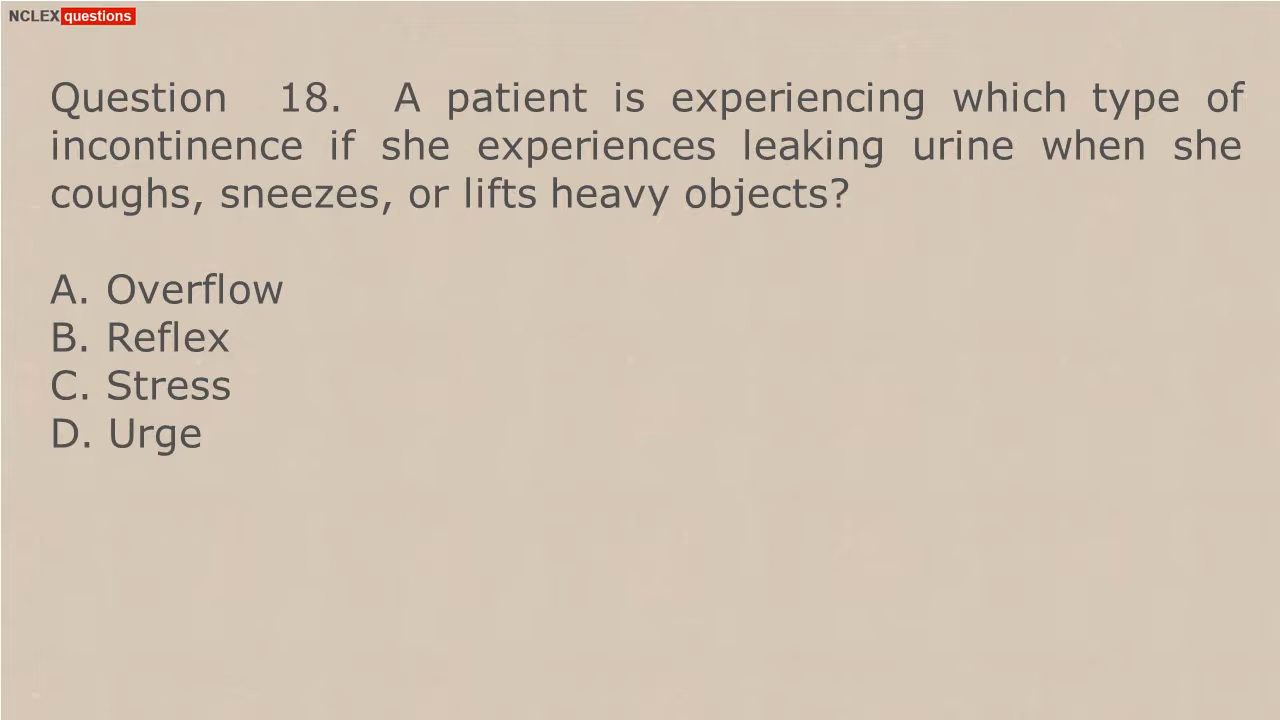 NCLEX questions
Question 18. A patient is experiencing which type of
incontinence if she experiences leaking urine when she
coughs, sneezes, or lifts heavy objects?
A. Overflow
B. Reflex
C. Stress
D. Urge